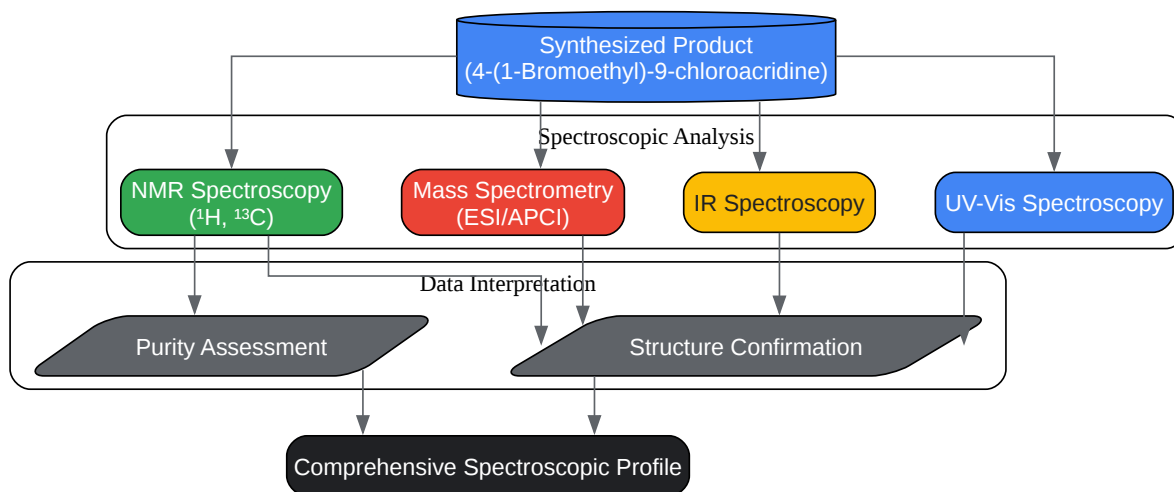 Synthesized Product
(4-(1-Bromoethyl)-9-chloroacridine)
Spectroscopic Analysis
NMR Spectroscopy
(¹H, ¹³C)
Mass Spectrometry
(ESI/APCI)
IR Spectroscopy
UV-Vis Spectroscopy
Data Interpretation
Purity Assessment
Structure Confirmation
Comprehensive Spectroscopic Profile